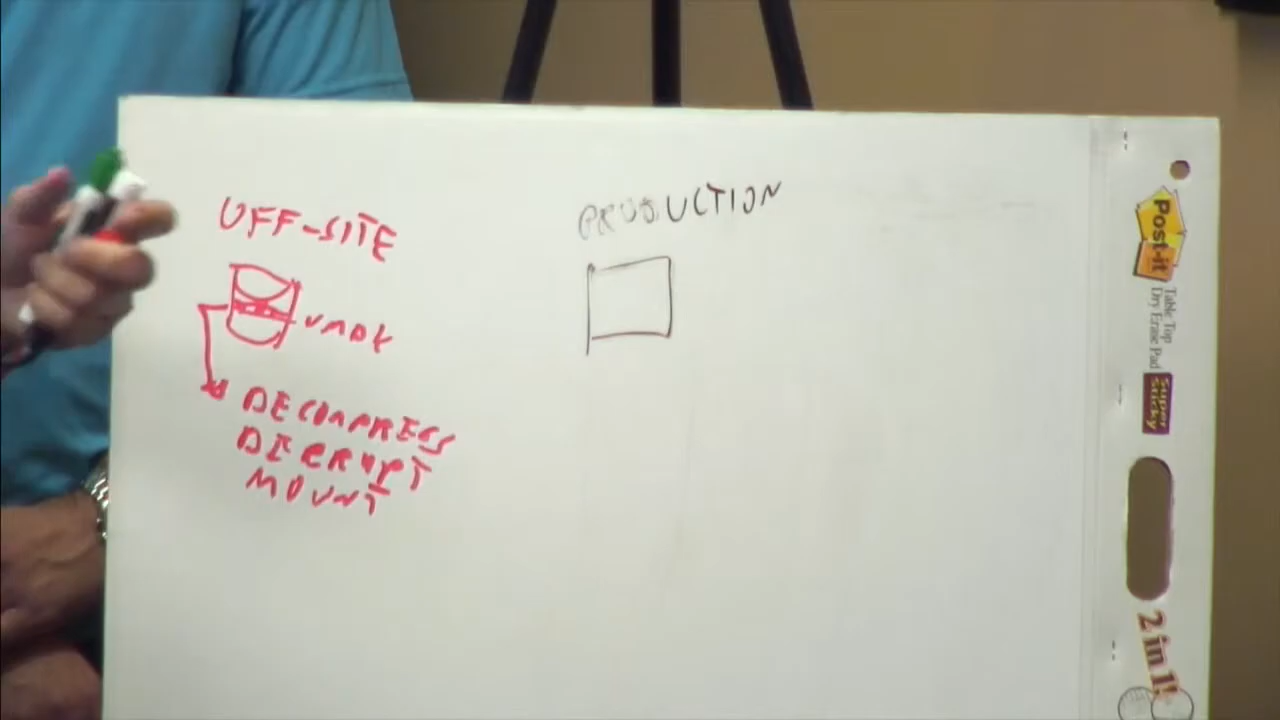 OFF-SITE
VMDK
DECOMPRESS
DECRYPT
MOUNT
PRODUCTION
Post-it
Table Top
Dry Erase Pad
Super
Sticky
2 in 1!